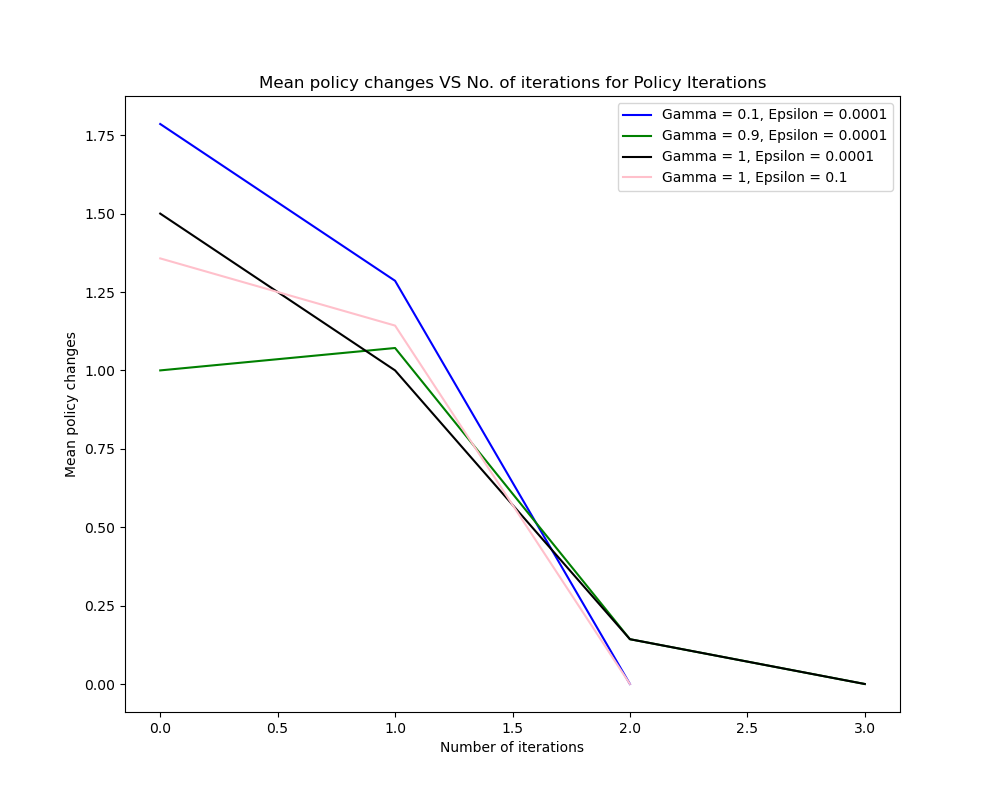 Mean policy changes VS No. of iterations for Policy Iterations
Gamma = 0.1, Epsilon = 0.0001
Gamma = 0.9, Epsilon = 0.0001
Gamma = 1, Epsilon = 0.0001
Gamma = 1, Epsilon = 0.1
Mean policy changes
1.75
1.50
1.25
1.00
0.75
0.50
0.25
0.00
0.0 0.5 1.0 1.5 2.0 2.5 3.0
Number of iterations